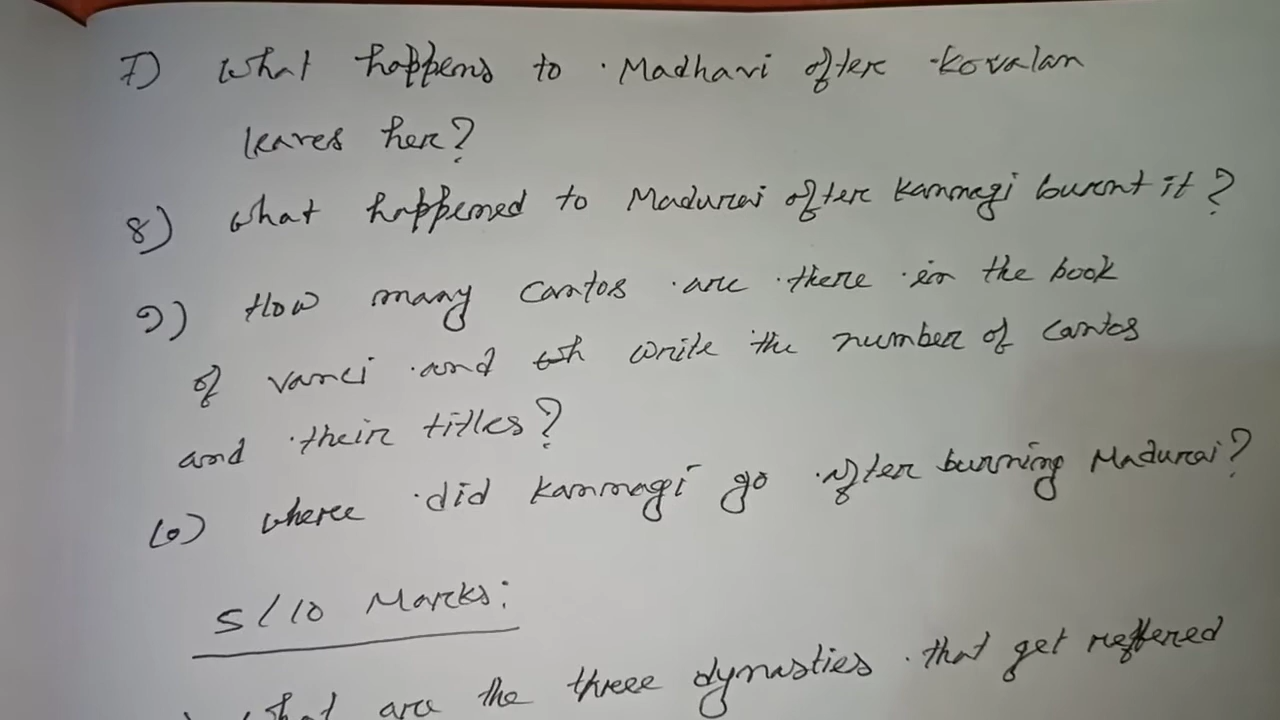 7) What happens to Madhavi after Kovalan
leaves her?
8) What happened to Madurai after Kannagi burnt it?
9) How many cantos are there in the book
of vanci and write the number of cantos
and their titles?
10) where did Kannagi go after burning Madurai?
5/10 Marks:
What are the three dynasties that get reffered